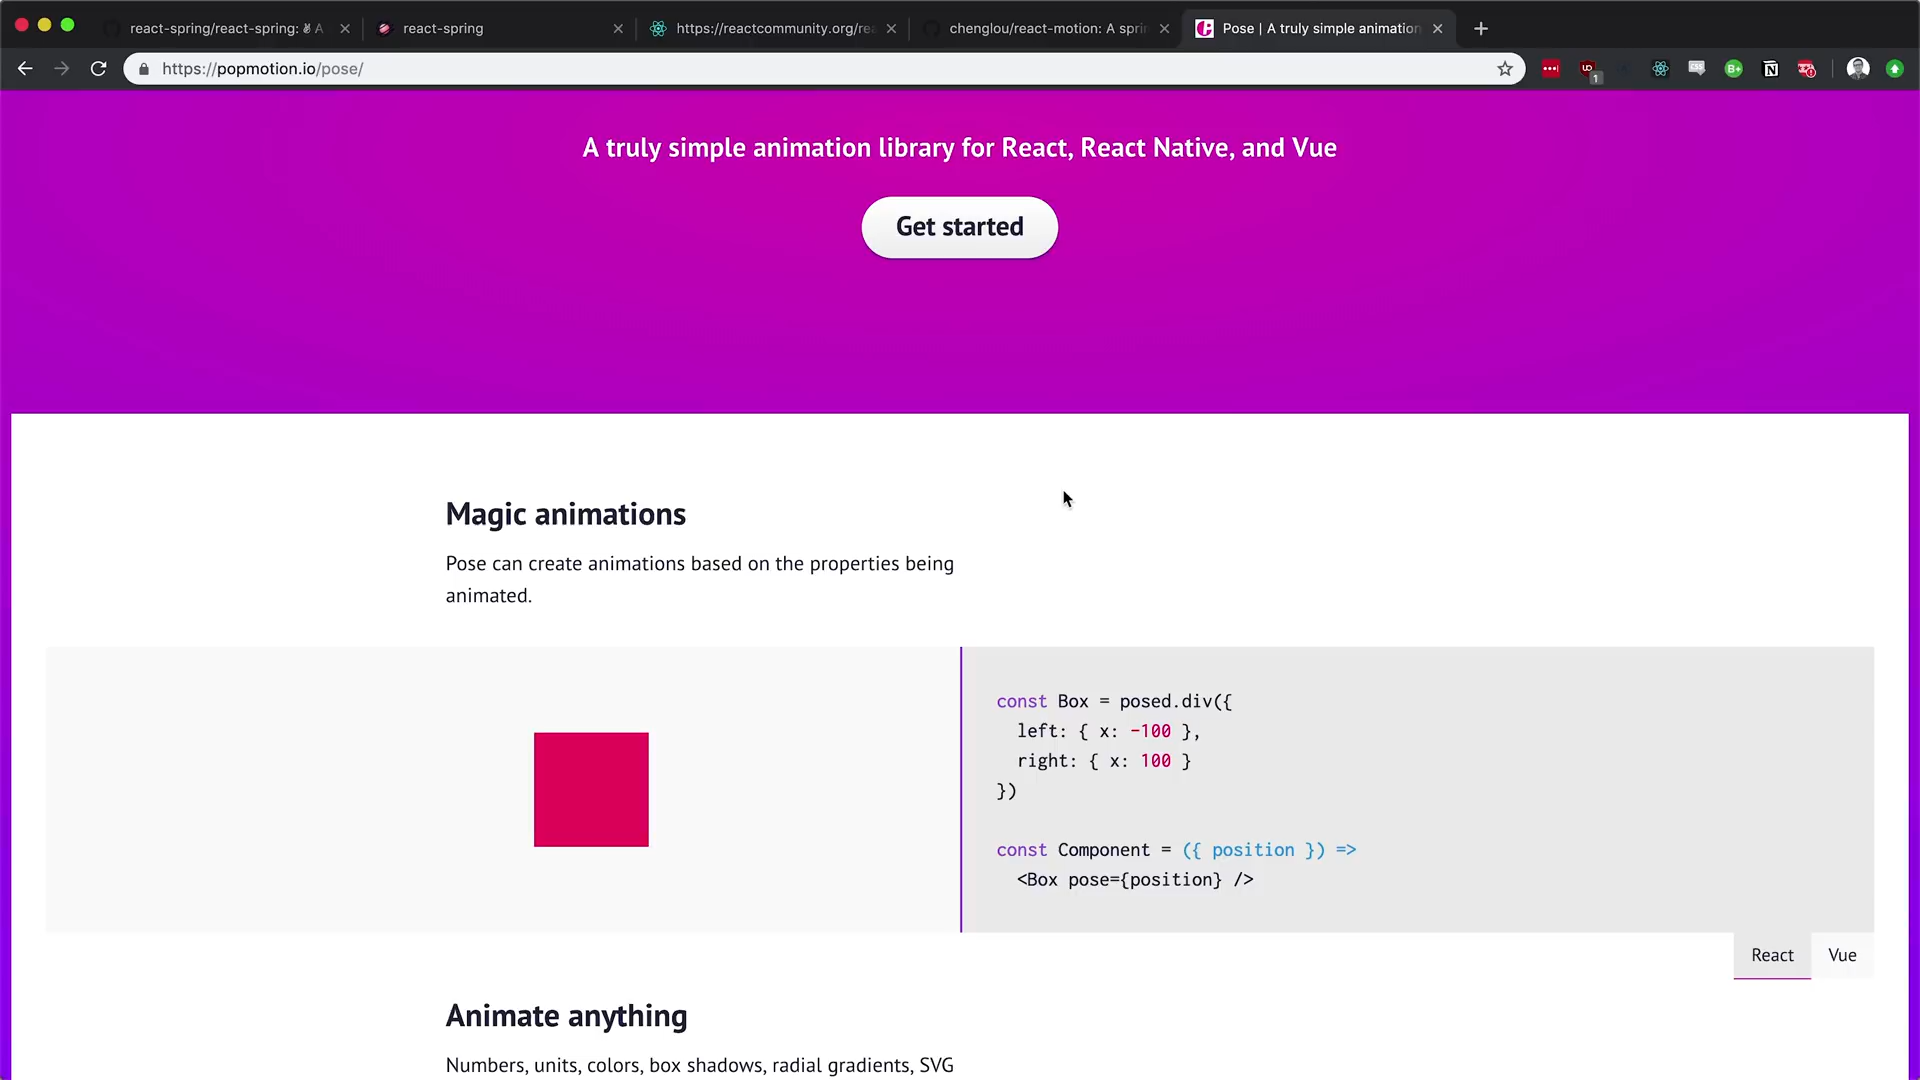 react-spring/react-spring: ✌ A
react-spring
https://reactcommunity.org/rea
chenglou/react-motion: A sprin
Pose | A truly simple animation
https://popmotion.io/pose/
1
A truly simple animation library for React, React Native, and Vue
Get started
Magic animations
Pose can create animations based on the properties being
animated.
const Box = posed.div({
left: { x: -100 },
right: { x: 100 }
})
const Component = ({ position }) =>
<Box pose={position} />
React Vue
Animate anything
Numbers, units, colors, box shadows, radial gradients, SVG